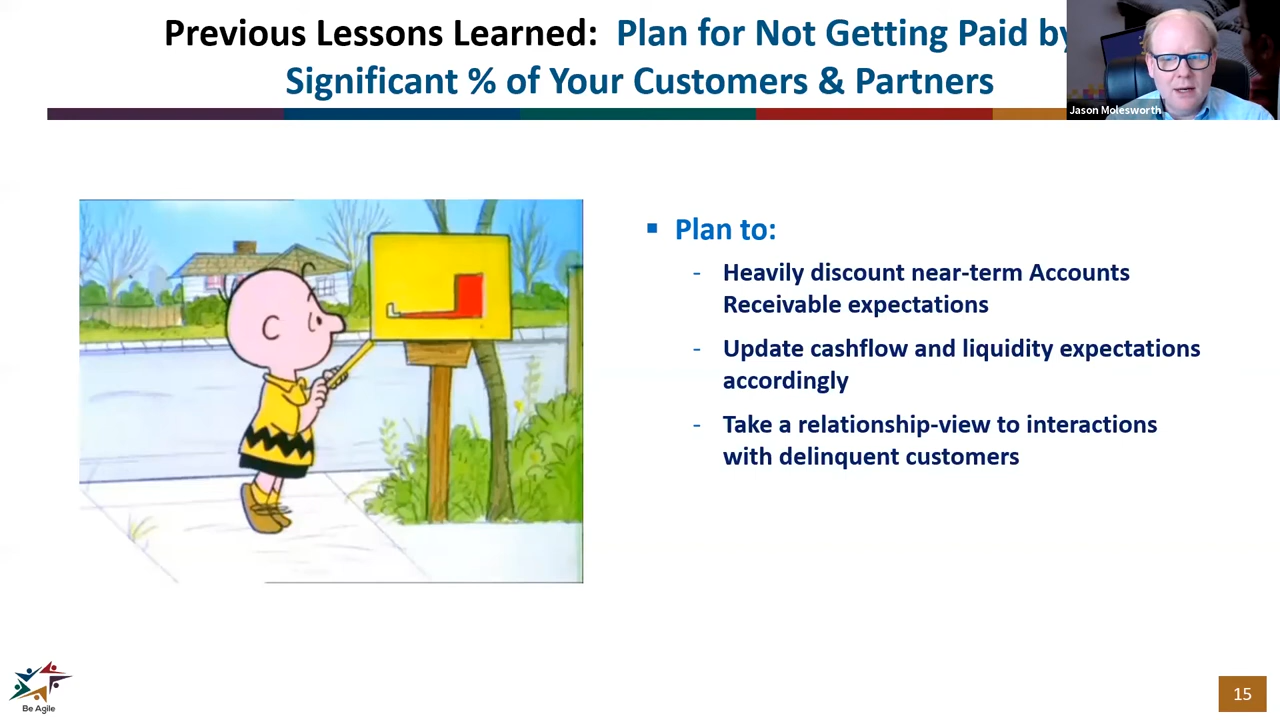 Previous Lessons Learned: Plan for Not Getting Paid by
Significant % of Your Customers & Partners
Jason Molesworth
▪ Plan to:
- Heavily discount near-term Accounts
Receivable expectations
- Update cashflow and liquidity expectations
accordingly
- Take a relationship-view to interactions
with delinquent customers
Be Agile
15